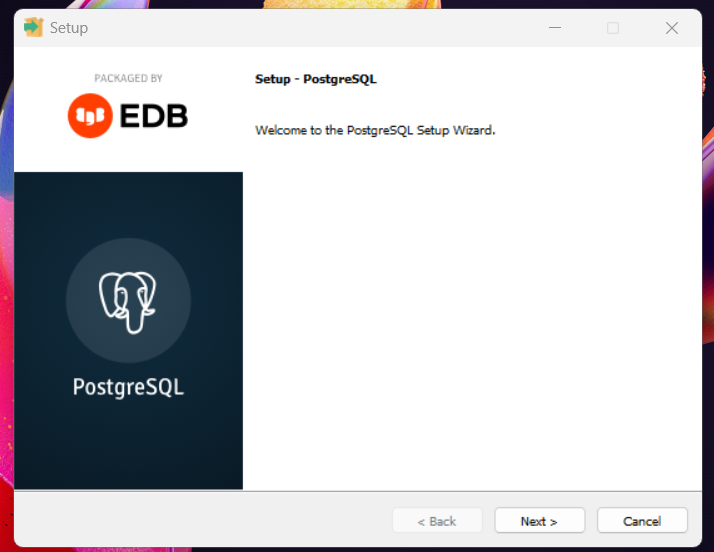 Setup
PACKAGED BY
EDB
PostgreSQL
Setup - PostgreSQL
Welcome to the PostgreSQL Setup Wizard.
< Back
Next >
Cancel